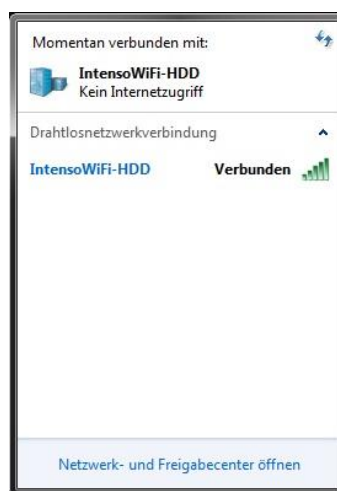 Momentan verbunden mit:
IntensoWiFi-HDD
Kein Internetzugriff
Drahtlosnetzwerkverbindung
IntensoWiFi-HDD Verbunden
Netzwerk- und Freigabecenter öffnen